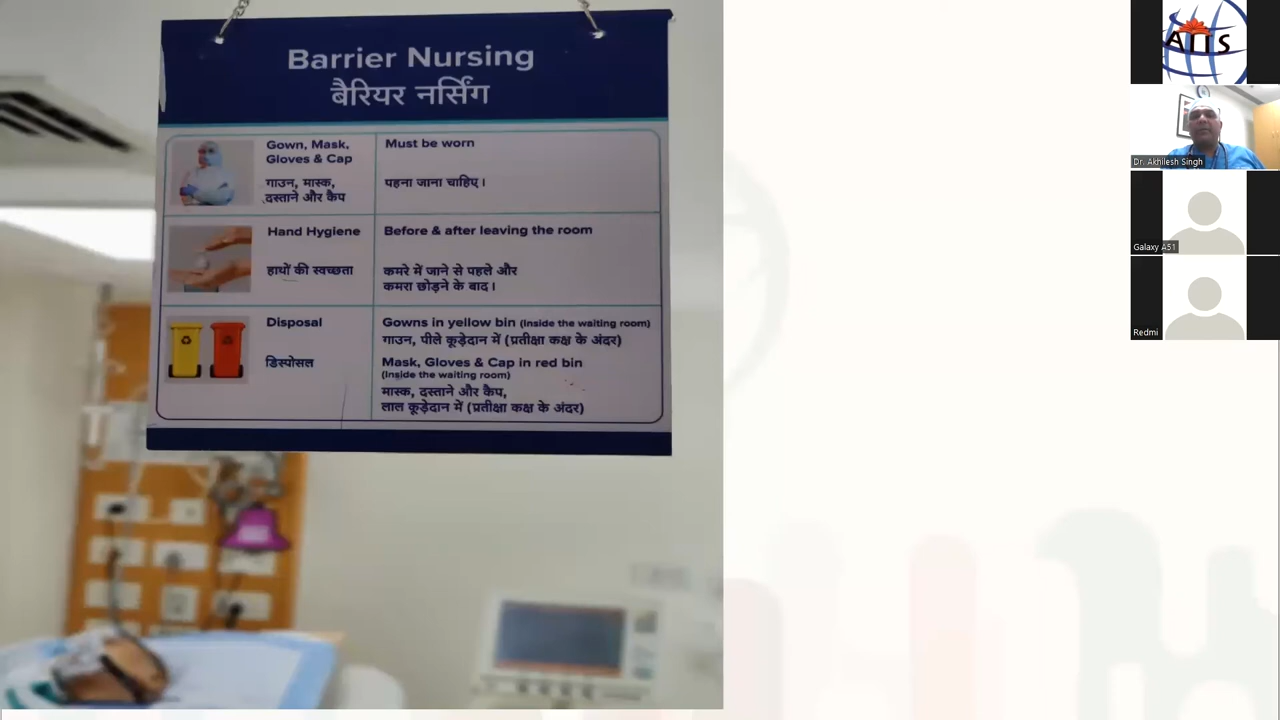 Barrier Nursing
बैरियर नर्सिंग
Gown, Mask,
Gloves & Cap
गाउन, मास्क,
दस्ताने और कैप
Must be worn
पहना जाना चाहिए।
Hand Hygiene
हाथों की स्वच्छता
Before & after leaving the room
कमरे में जाने से पहले और
कमरा छोड़ने के बाद।
Disposal
डिस्पोसल
Gowns in yellow bin (Inside the waiting room)
गाउन, पीले कूड़ेदान में (प्रतीक्षा कक्ष के अंदर)
Mask, Gloves & Cap in red bin
(Inside the waiting room)
मास्क, दस्ताने और कैप,
लाल कूड़ेदान में (प्रतीक्षा कक्ष के अंदर)
ATIS
Dr. Akhilesh Singh
Galaxy A51
Redmi